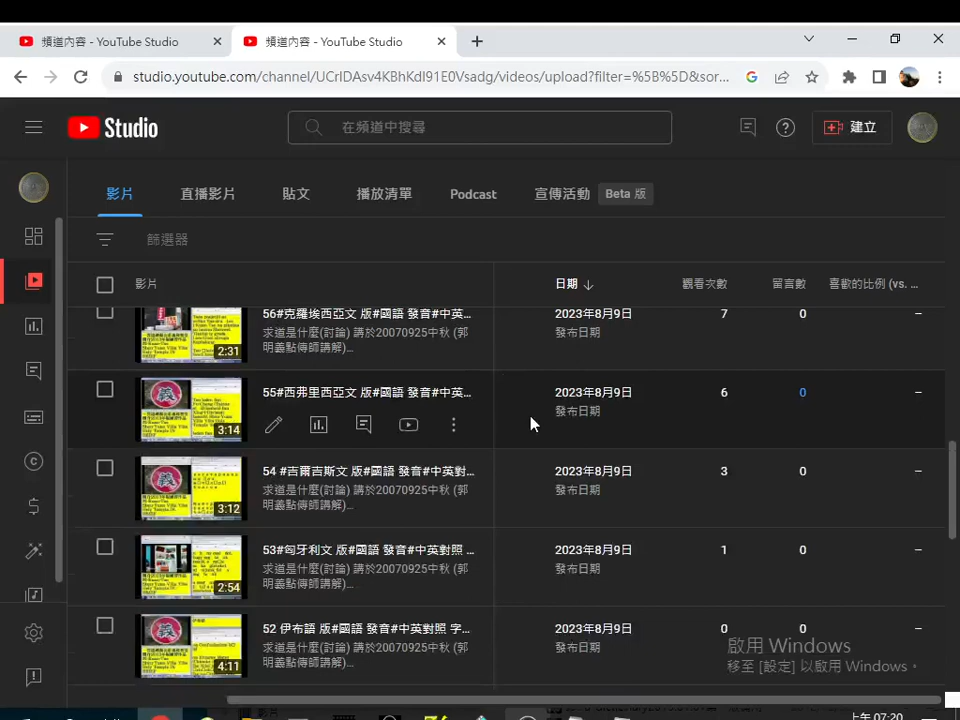 頻道內容 - YouTube Studio
頻道內容 - YouTube Studio
studio.youtube.com/channel/UCrIDAsv4KBhKdI91E0Vsadg/videos/upload?filter=%5B%5D&sor...
Studio
在頻道中搜尋
建立
影片
直播影片
貼文
播放清單
Podcast
宣傳活動
Beta 版
篩選器
影片
日期
觀看次數
留言數
喜歡的比例 (vs. ...
56#克羅埃西亞文 版#國語 發音#中英...
2023年8月9日
7
0
–
求道是什麼(討論) 講於20070925中秋 (郭
發布日期
明義點傳師講解)...
2:31
55#西弗里西亞文 版#國語 發音#中英...
2023年8月9日
6
0
–
發布日期
3:14
54 #吉爾吉斯文 版#國語 發音#中英對...
2023年8月9日
3
0
–
求道是什麼(討論) 講於20070925中秋 (郭
發布日期
明義點傳師講解)...
3:12
53#匈牙利文 版#國語 發音#中英對照 ...
2023年8月9日
1
0
–
求道是什麼(討論) 講於20070925中秋 (郭
發布日期
明義點傳師講解)...
2:54
52 伊布語 版#國語 發音#中英對照 字...
2023年8月9日
0
0
–
求道是什麼(討論) 講於20070925中秋 (郭
發布日期
明義點傳師講解)...
4:11
啟用 Windows
移至 [設定] 以啟用 Windows。
上午 07:20